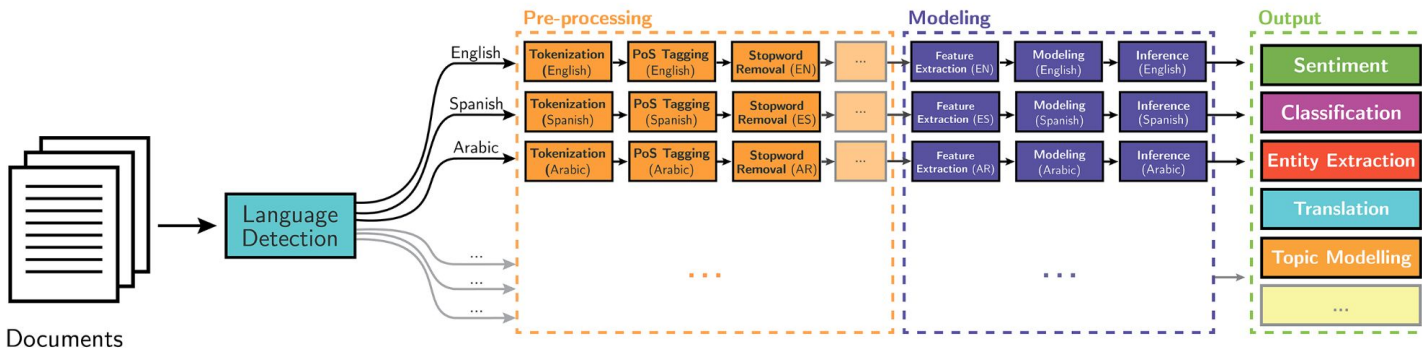 Pre-processing
Modeling
Output
English
Tokenization
(English)
PoS Tagging
(English)
Stopword
Removal (EN)
...
Feature
Extraction (EN)
Modeling
(English)
Inference
(English)
Sentiment
Spanish
Tokenization
(Spanish)
PoS Tagging
(Spanish)
Stopword
Removal (ES)
...
Feature
Extraction (ES)
Modeling
(Spanish)
Inference
(Spanish)
Classification
Arabic
Tokenization
(Arabic)
PoS Tagging
(Arabic)
Stopword
Removal (AR)
...
Feature
Extraction (AR)
Modeling
(Arabic)
Inference
(Arabic)
Entity Extraction
Language
Detection
Translation
...
...
...
Topic Modelling
...
...
...
Documents